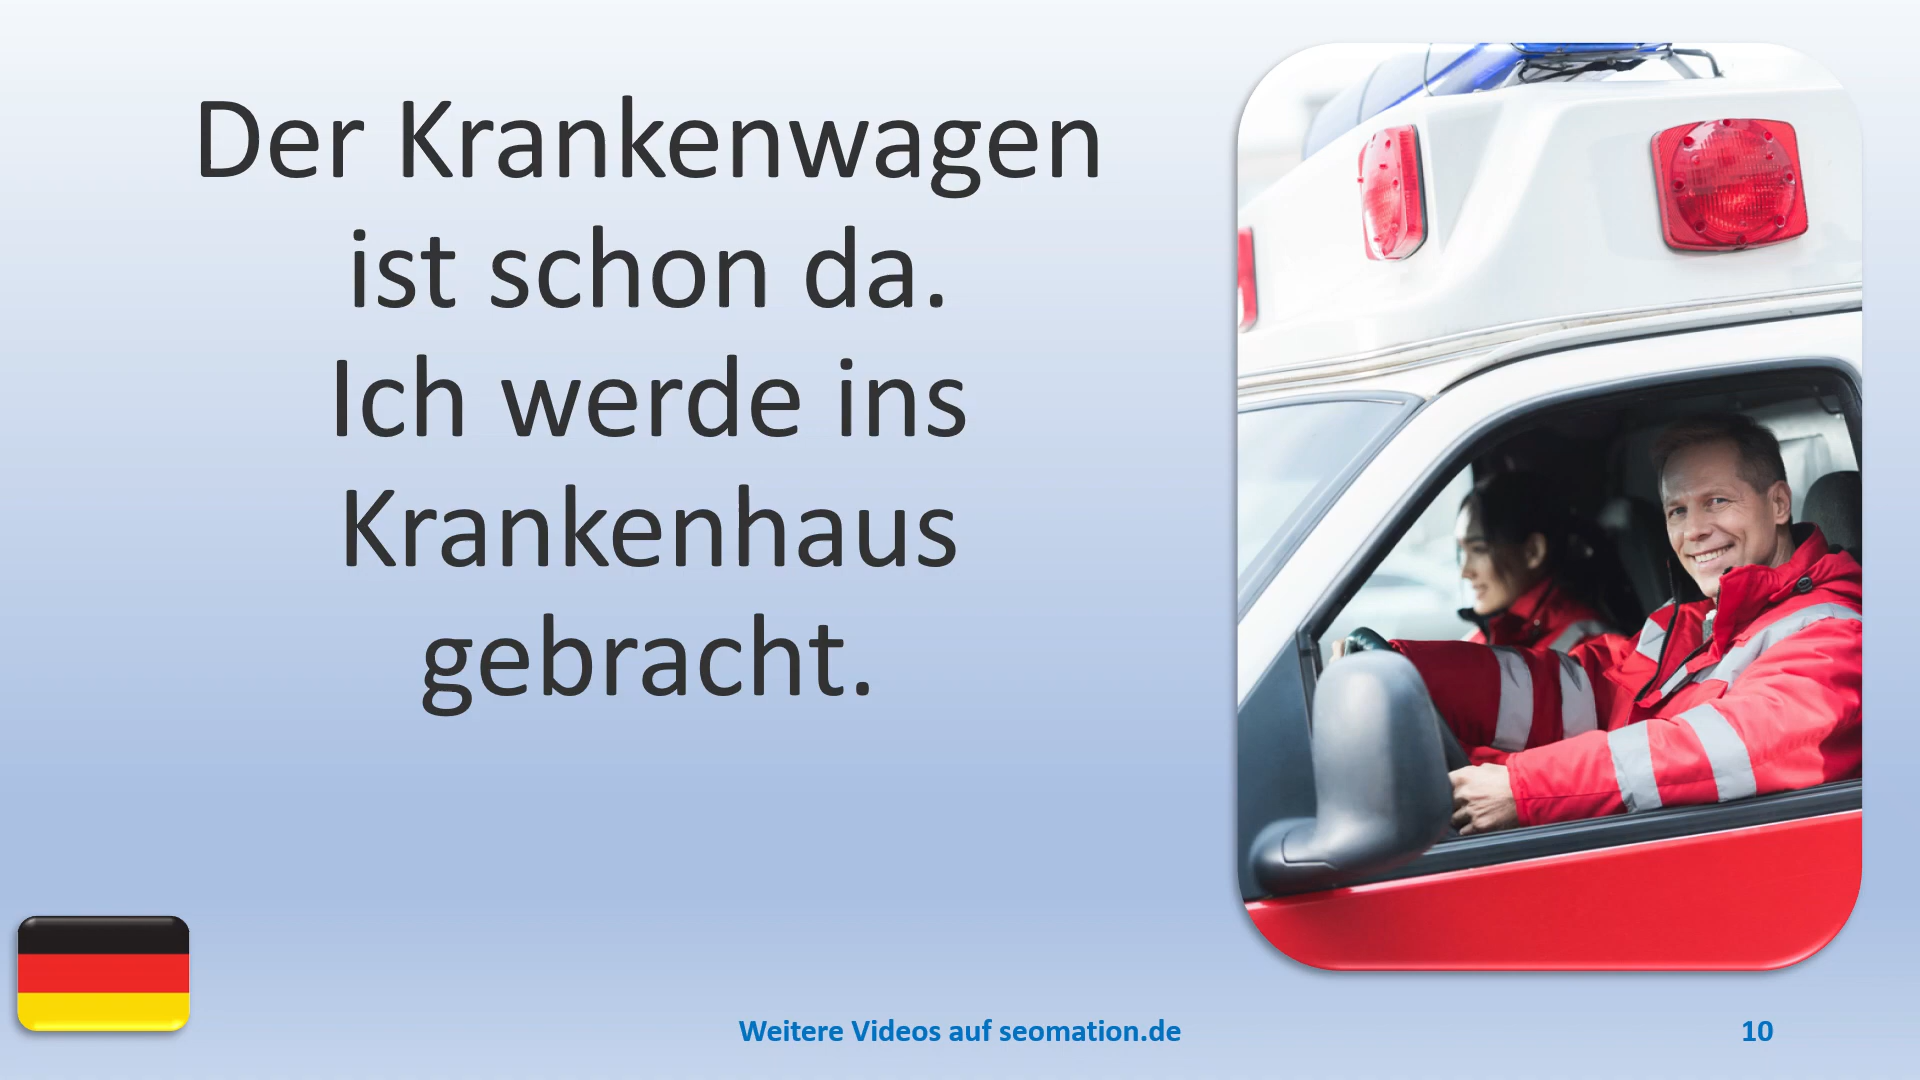 Der Krankenwagen
ist schon da.
Ich werde ins
Krankenhaus
gebracht.
Weitere Videos auf seomation.de
10